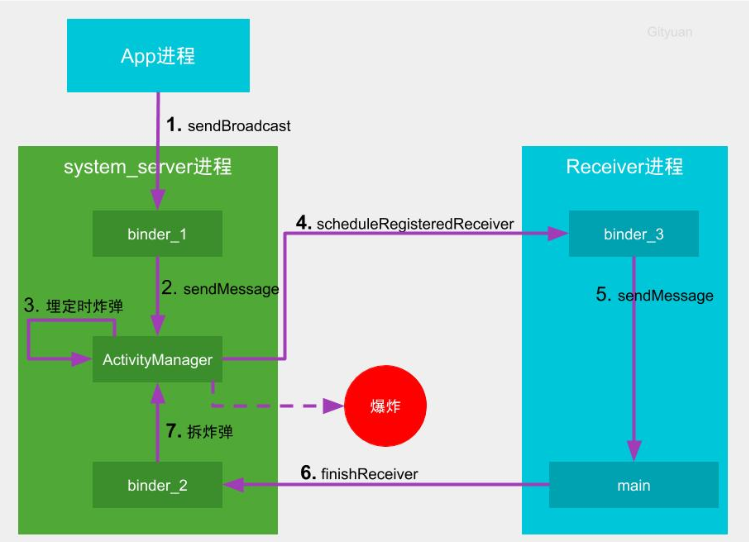 Gityuan
App进程
1. sendBroadcast
system_server进程
Receiver进程
binder_1
4. scheduleRegisteredReceiver
binder_3
2. sendMessage
5. sendMessage
3. 埋定时炸弹
ActivityManager
爆炸
7. 拆炸弹
6. finishReceiver
binder_2
main